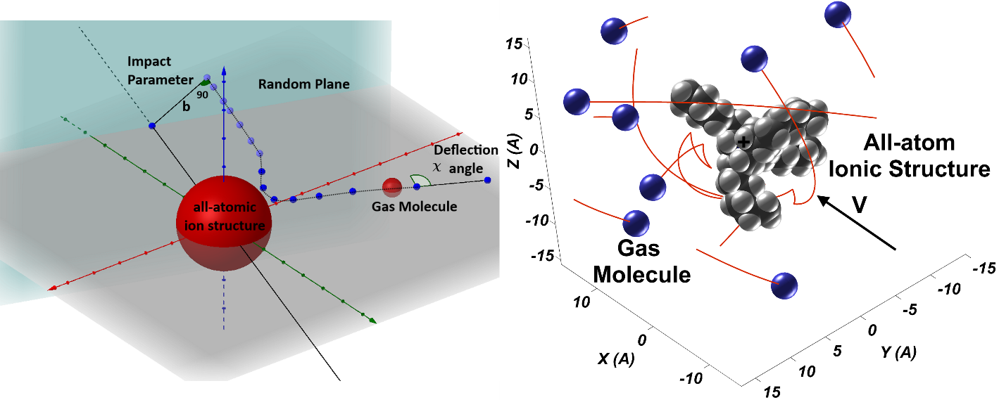 Impact
Parameter
90
b
Random Plane
Deflection
χ angle
all-atomic
ion structure
Gas Molecule
15
10
5
0
-5
-10
-15
Z (A)
+
All-atom
Ionic Structure
V
Gas
Molecule
10
0
-10
X (A)
-15
-10
-5
0
5
10
15
Y (A)